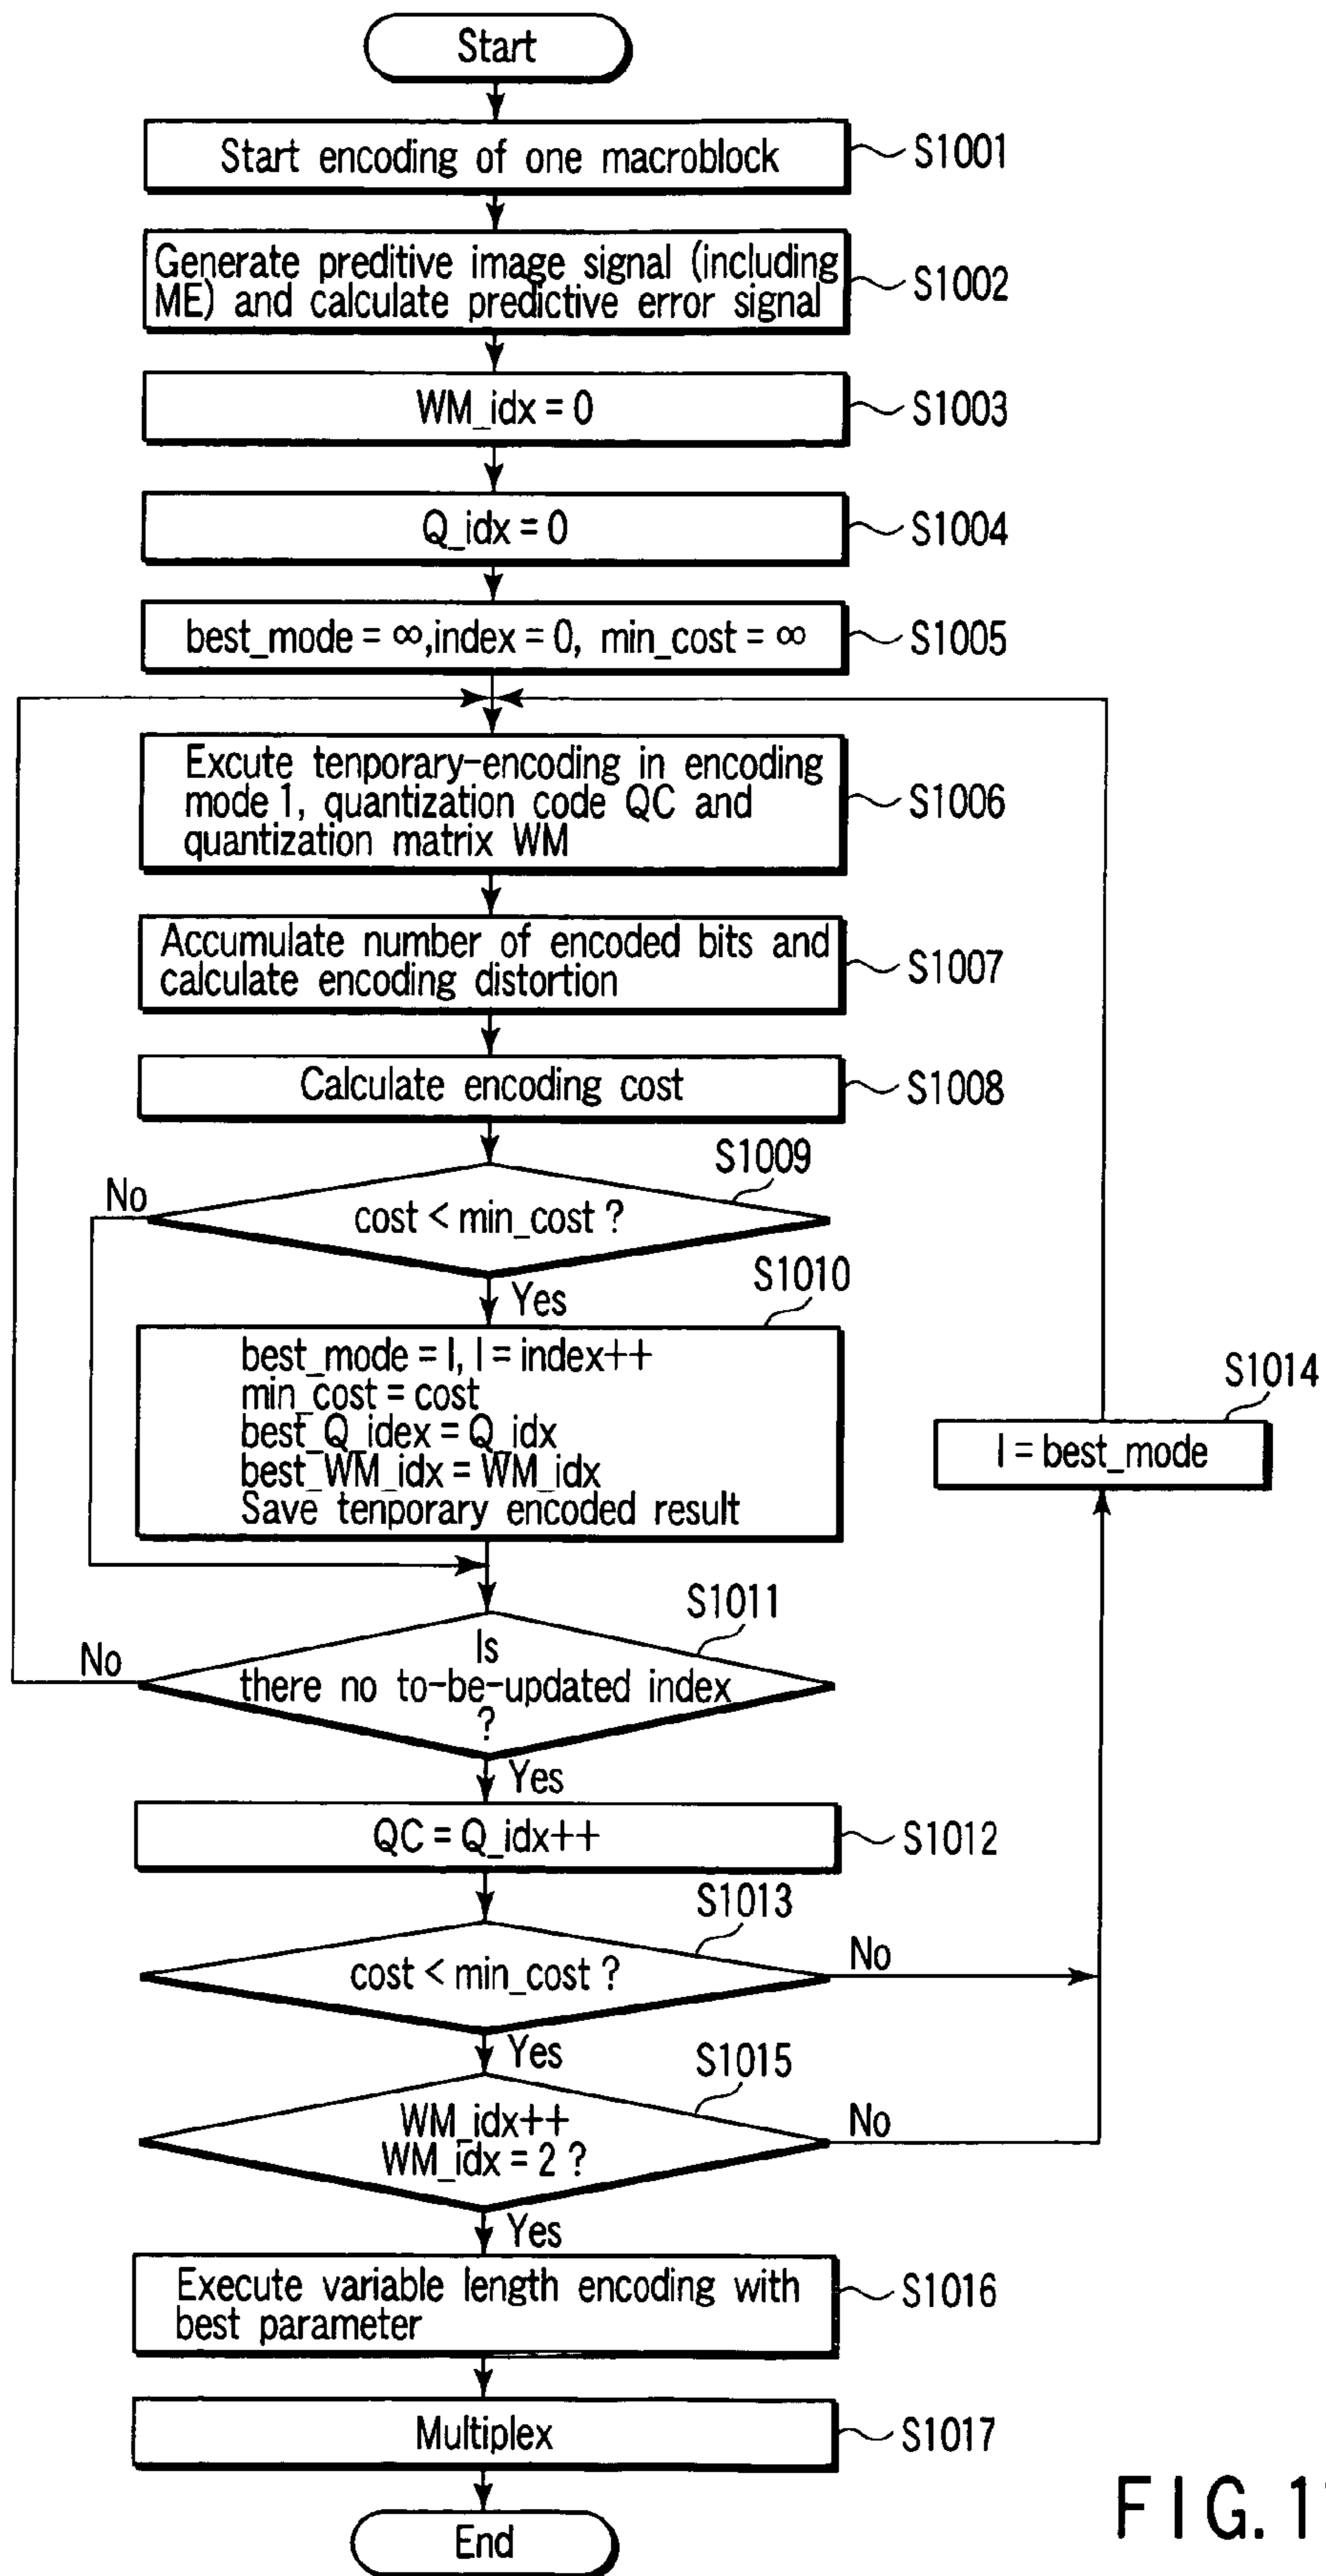 Start
Start encoding of one macroblock
S1001
Generate preditive image signal (including
ME) and calculate predictive error signal
S1002
WM_idx = 0
S1003
Q_idx = 0
S1004
best_mode = ∞,index = 0, min_cost = ∞
S1005
Excute tenporary-encoding in encoding
mode 1, quantization code QC and
quantization matrix WM
S1006
Accumulate number of encoded bits and
calculate encoding distortion
S1007
Calculate encoding cost
S1008
S1009
No
cost < min_cost ?
Yes
S1010
best_mode = I, I = index++
min_cost = cost
best_Q_idex = Q_idx
best_WM_idx = WM_idx
Save tenporary encoded result
S1014
I = best_mode
S1011
No
Is
there no to-be-updated index
?
Yes
QC = Q_idx++
S1012
S1013
cost < min_cost ?
No
Yes
S1015
WM_idx++
WM_idx = 2 ?
No
Yes
Execute variable length encoding with
best parameter
S1016
Multiplex
S1017
End
FIG. 1